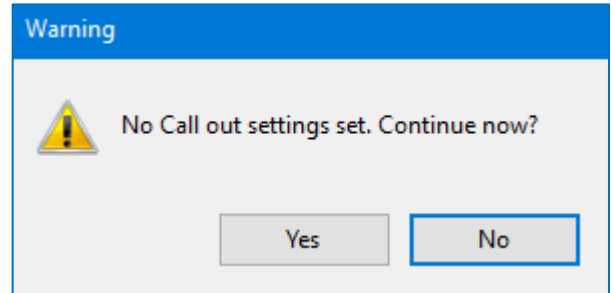 Warning
No Call out settings set. Continue now?
Yes
No